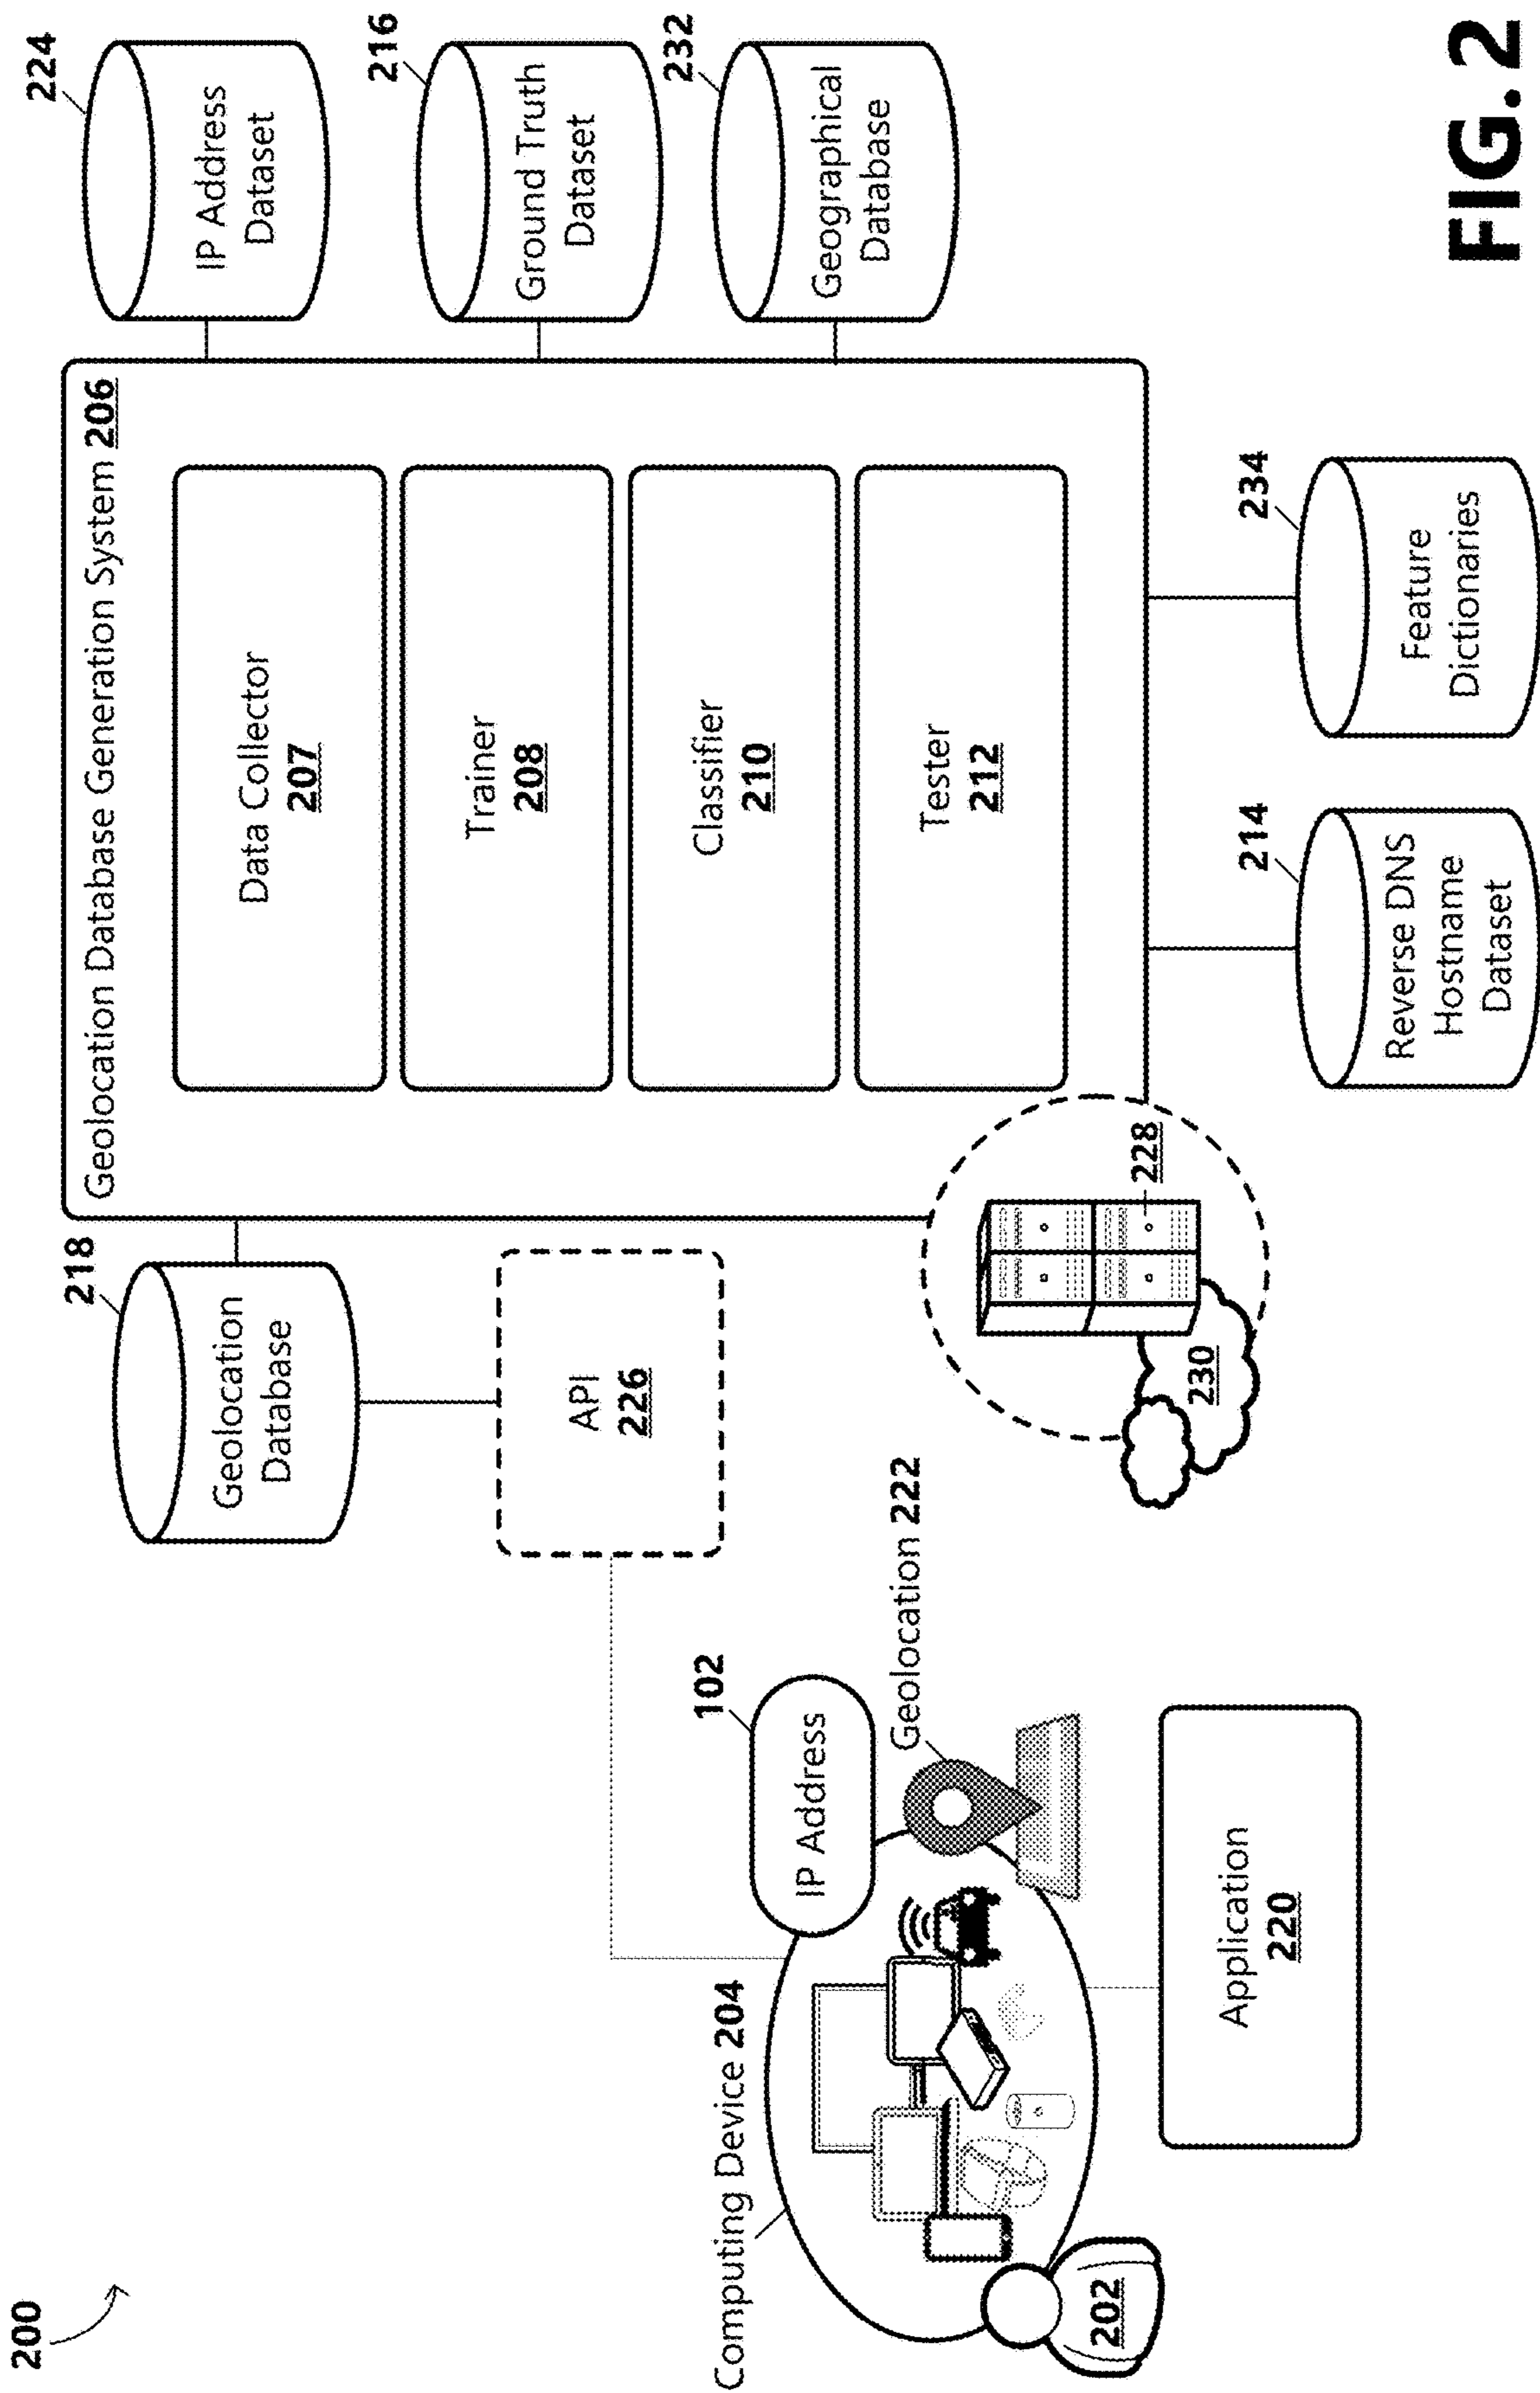 200
Computing Device 204
202
IP Address
102
Geolocation 222
Application
220
Geolocation
Database
218
API
226
228
230
Geolocation Database Generation System 206
Data Collector
207
Trainer
208
Classifier
210
Tester
212
224
IP Address
Dataset
216
Ground Truth
Dataset
232
Geographical
Database
214
Reverse DNS
Hostname
Dataset
234
Feature
Dictionaries
FIG. 2